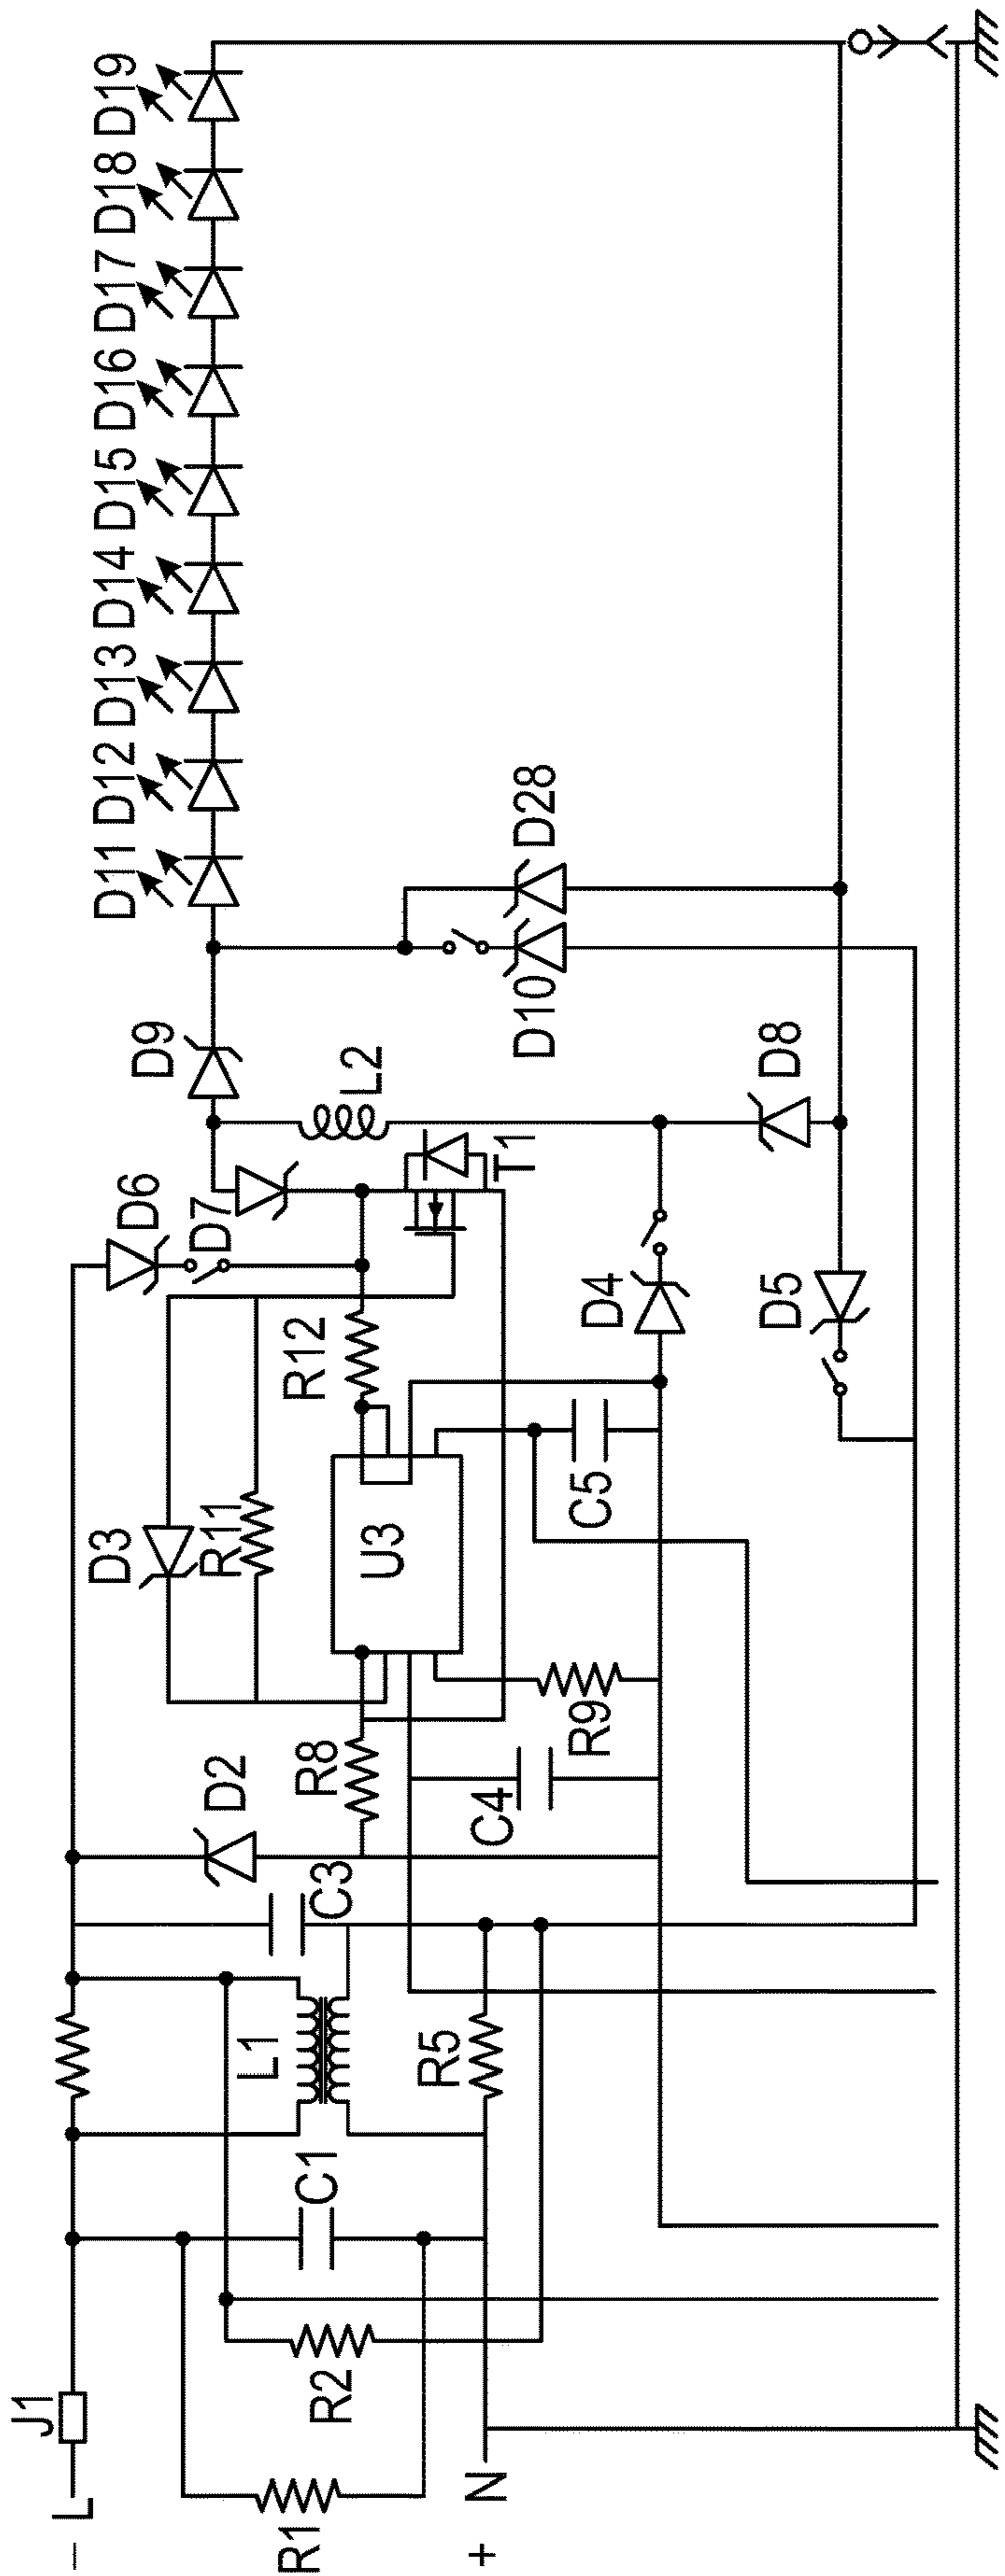 − L
J1
R1
R2
C1
+ N
L1
R5
C3
D2
R8
C4
R9
D3
R11
U3
C5
R12
D6
D7
T1
D4
D5
D9
L2
D8
D10
D28
D11
D12
D13
D14
D15
D16
D17
D18
D19